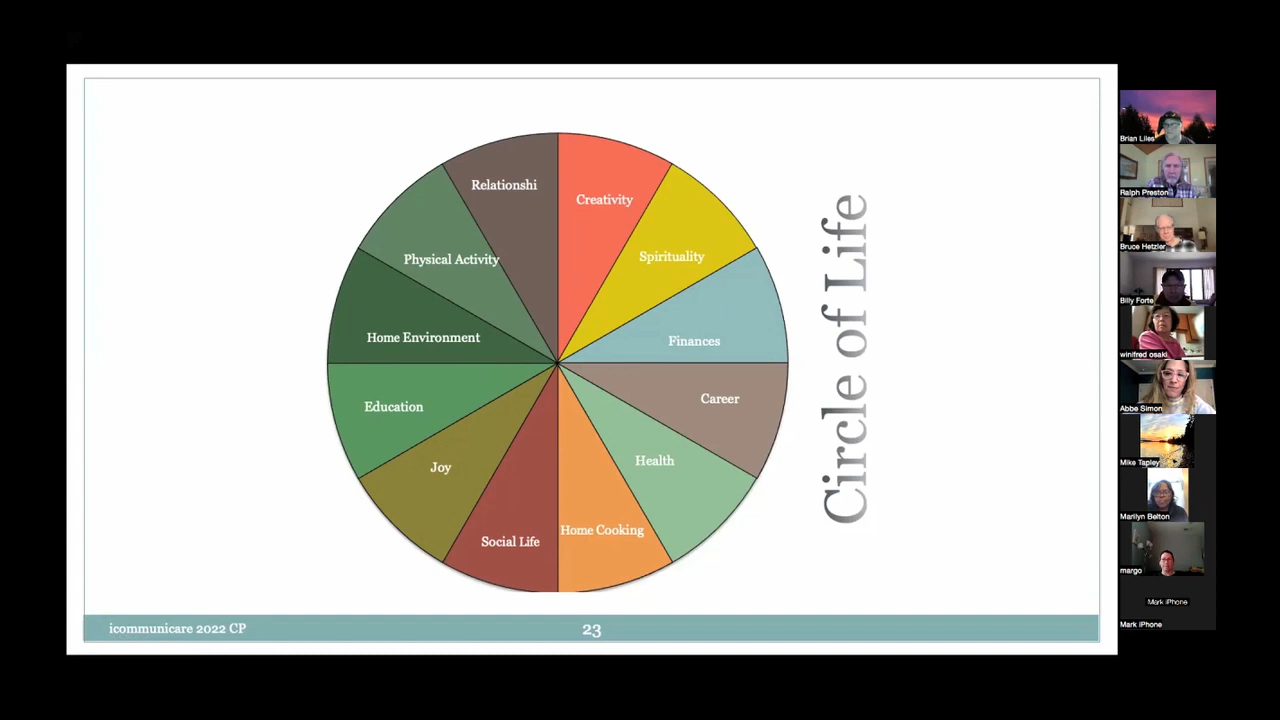 Relationshi
Creativity
Physical Activity
Spirituality
Home Environment
Finances
Education
Career
Joy
Health
Social Life
Home Cooking
Circle of Life
icommunicare 2022 CP
23
Brian Liles
Ralph Preston
Bruce Hetzler
Billy Forte
winifred osaki
Abbe Simon
Mike Tapley
Marilyn Belton
margo
Mark iPhone
Mark iPhone